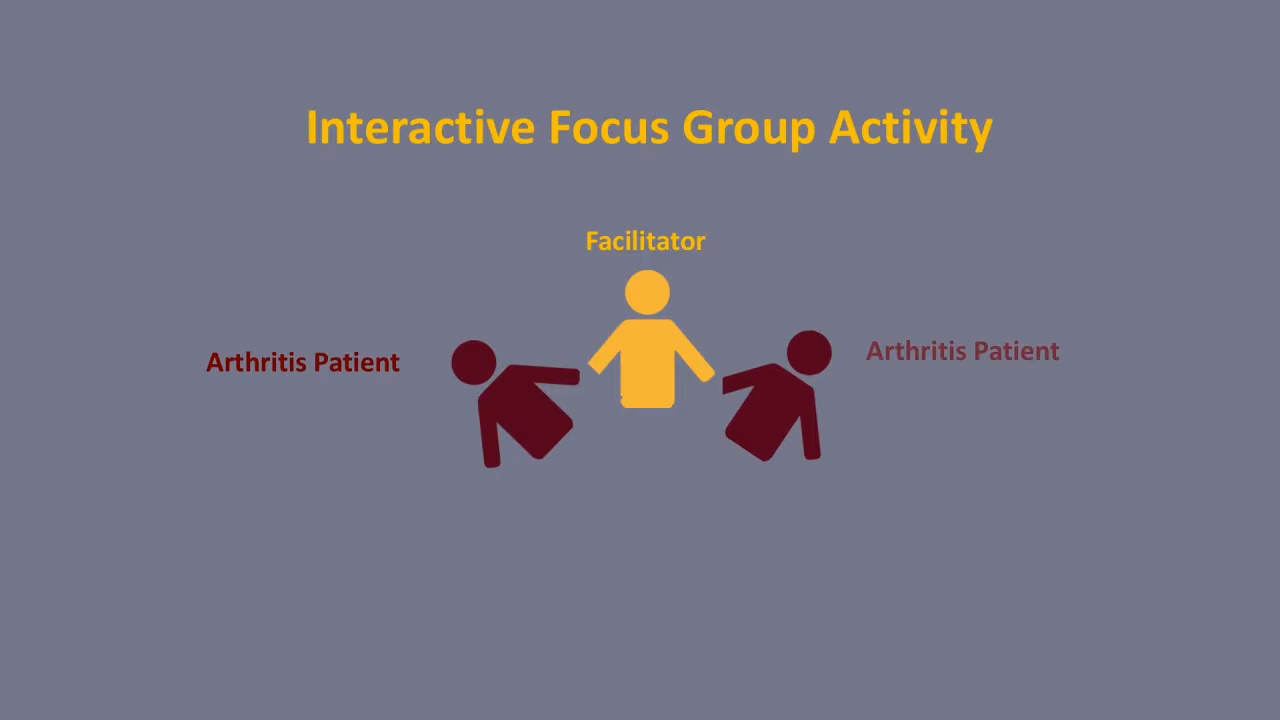 Interactive Focus Group Activity
Facilitator
Arthritis Patient
Arthritis Patient